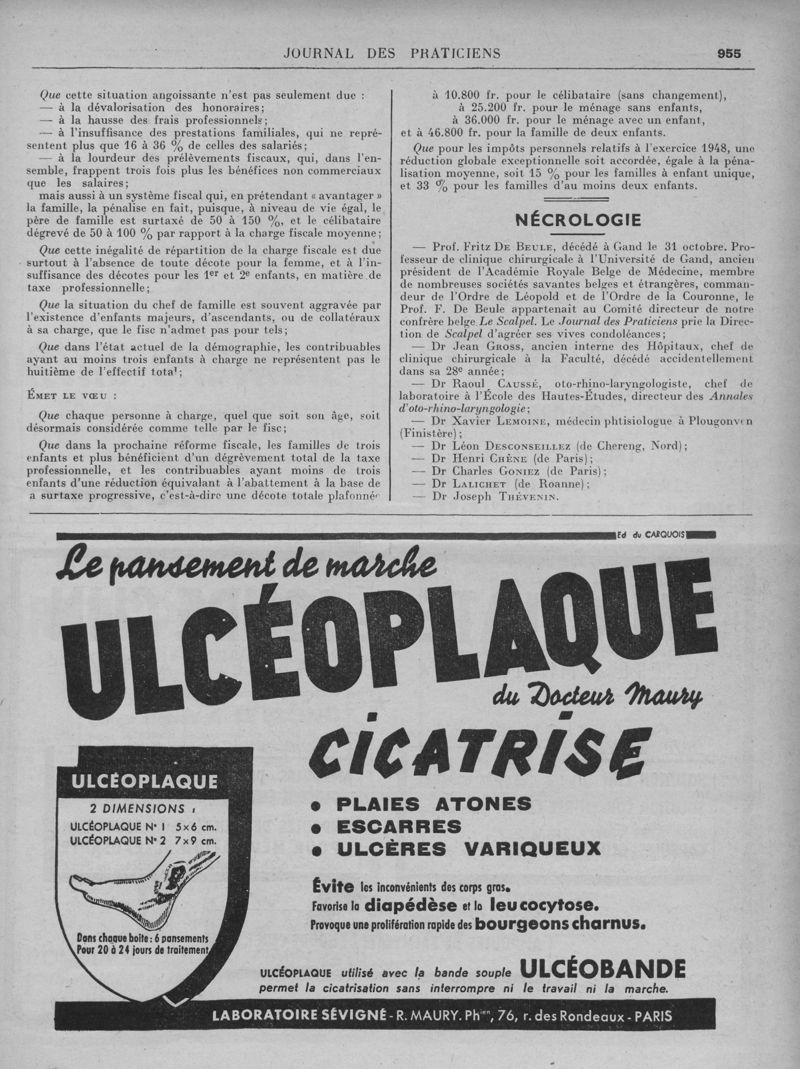 JOURNAL DES PRATICIENS 955
Que cette situation angoissante n'est pas seulement due :
— à la dévalorisation des honoraires;
— à la hausse des frais professionnels;
— à l'insuffisance des prestations familiales, qui ne repré-
sentent plus que 16 à 36 % de celles des salariés;
— à la lourdeur des prélèvements fiscaux, qui, dans l'en-
semble, frappent trois fois plus les bénéfices non commerciaux
que les salaires;
mais aussi à un système fiscal qui, en prétendant « avantager »
la famille, la pénalise en fait, puisque, à niveau de vie égal, le
père de famille est surtaxé de 50 à 150 %, et le célibataire
dégrevé de 50 à 100 % par rapport à la charge fiscale moyenne;
Que cette inégalité de répartition de la charge fiscale est due
surtout à l'absence de toute décote pour la femme, et à l'in-
suffisance des décotes pour les 1er et 2e enfants, en matière de
taxe professionnelle;
Que la situation du chef de famille est souvent aggravée par
l'existence d'enfants majeurs, d'ascendants, ou de collatéraux
à sa charge, que le fisc n'admet pas pour tels;
Que dans l'état actuel de la démographie, les contribuables
ayant au moins trois enfants à charge ne représentent pas le
huitième de l'effectif total;
ÉMET LE VŒU :
Que chaque personne à charge, quel que soit son âge, soit
désormais considérée comme telle par le fisc;
Que dans la prochaine réforme fiscale, les familles de trois
enfants et plus bénéficient d'un dégrèvement total de la taxe
professionnelle, et les contribuables ayant moins de trois
enfants d'une réduction équivalant à l'abattement à la base de
a surtaxe progressive, c'est-à-dire une décote totale plafonnée
à 10.800 fr. pour le célibataire (sans changement),
à 25.200 fr. pour le ménage sans enfants,
à 36.000 fr. pour le ménage avec un enfant,
et à 46.800 fr. pour la famille de deux enfants.
Que pour les impôts personnels relatifs à l'exercice 1948, une
réduction globale exceptionnelle soit accordée, égale à la péna-
lisation moyenne, soit 15 % pour les familles à enfant unique,
et 33 % pour les familles d'au moins deux enfants.
NÉCROLOGIE
— Prof. Fritz DE BEULE, décédé à Gand le 31 octobre. Pro-
fesseur de clinique chirurgicale à l'Université de Gand, ancien
président de l'Académie Royale Belge de Médecine, membre
de nombreuses sociétés savantes belges et étrangères, comman-
deur de l'Ordre de Léopold et de l'Ordre de la Couronne, le
Prof. F. De Beule appartenait au Comité directeur de notre
confrère belge Le Scalpel. Le Journal des Praticiens prie la Direc-
tion de Scalpel d'agréer ses vives condoléances;
— Dr Jean GROSS, ancien interne des Hôpitaux, chef de
clinique chirurgicale à la Faculté, décédé accidentellement
dans sa 28e année;
— Dr Raoul CAUSSÉ, oto-rhino-laryngologiste, chef de
laboratoire à l'École des Hautes-Études, directeur des Annales
d'oto-rhino-laryngologie;
— Dr Xavier LEMOINE, médecin phtisiologue à Plougonven
(Finistère);
— Dr Léon DESCONSEILLEZ (de Chereng, Nord);
— Dr Henri CHÊNE (de Paris);
— Dr Charles GONIEZ (de Paris);
— Dr LALICHET (de Roanne);
— Dr Joseph THÉVENIN.
Ed du CARQUOIS
Le pansement de marche
ULCÉOPLAQUE
du Docteur Maury
CICATRISE
• PLAIES ATONES
• ESCARRES
• ULCÈRES VARIQUEUX
ULCÉOPLAQUE
2 DIMENSIONS :
ULCÉOPLAQUE N° 1 5x6 cm.
ULCÉOPLAQUE N° 2 7x9 cm.
Dans chaque boîte : 6 pansements
Pour 20 à 24 jours de traitement
Évite les inconvénients des corps gras.
Favorise la diapédèse et la leucocytose.
Provoque une prolifération rapide des bourgeons charnus.
ULCÉOPLAQUE utilisé avec la bande souple ULCÉOBANDE
permet la cicatrisation sans interrompre ni le travail ni la marche.
LABORATOIRE SÉVIGNÉ - R. MAURY. Phien, 76, r. des Rondeaux - PARIS